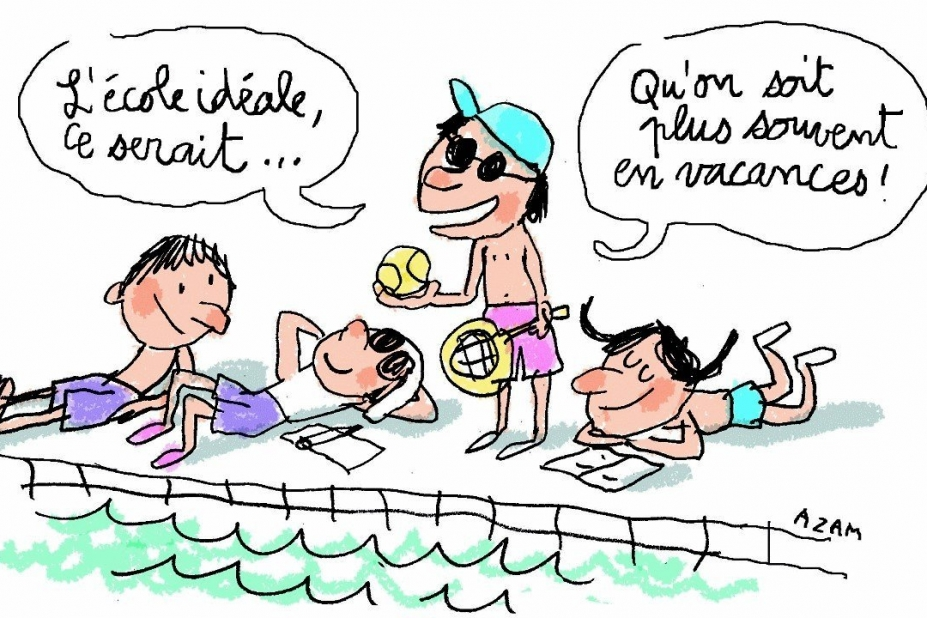 L'école idéale,
ce serait...
Qu'on soit
plus souvent
en vacances!
AZAM